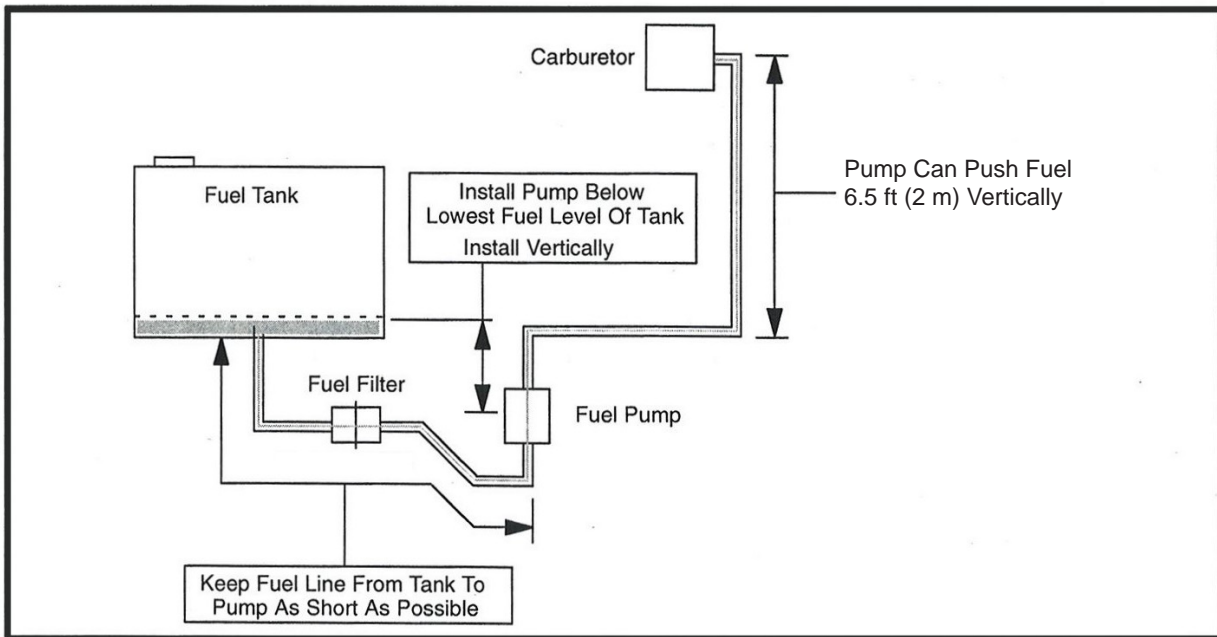 Carburetor
Fuel Tank
Install Pump Below
Lowest Fuel Level Of Tank
Install Vertically
Pump Can Push Fuel
6.5 ft (2 m) Vertically
Fuel Filter
Fuel Pump
Keep Fuel Line From Tank To
Pump As Short As Possible